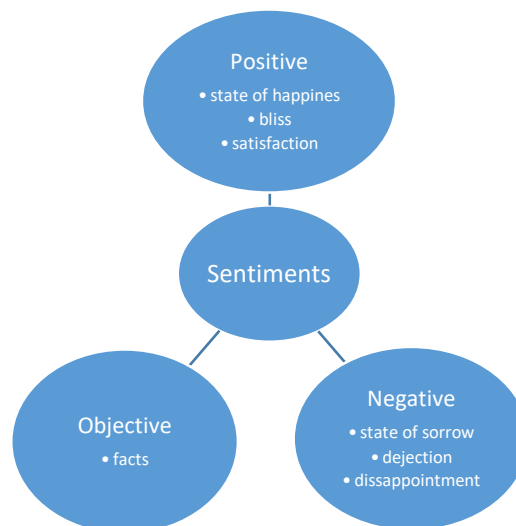 Positive
• state of happines
• bliss
• satisfaction
Sentiments
Objective
• facts
Negative
• state of sorrow
• dejection
• dissappointment